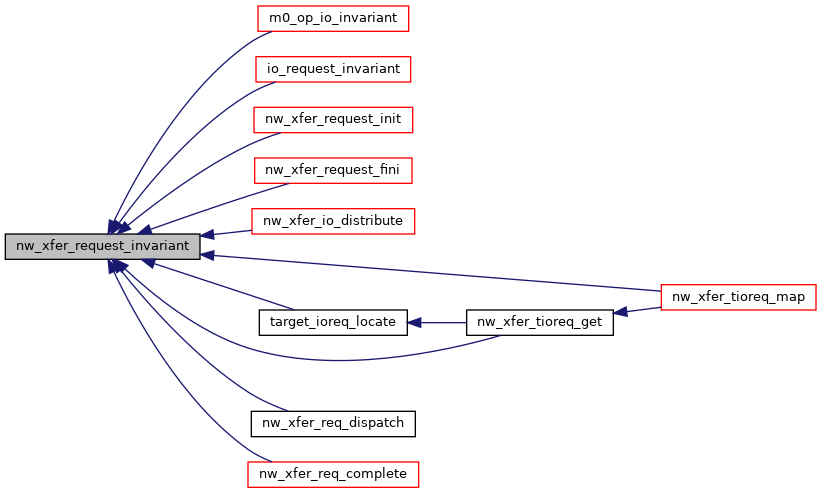 m0_op_io_invariant
io_request_invariant
nw_xfer_request_init
nw_xfer_request_fini
nw_xfer_io_distribute
nw_xfer_request_invariant
nw_xfer_tioreq_map
target_ioreq_locate
nw_xfer_tioreq_get
nw_xfer_req_dispatch
nw_xfer_req_complete